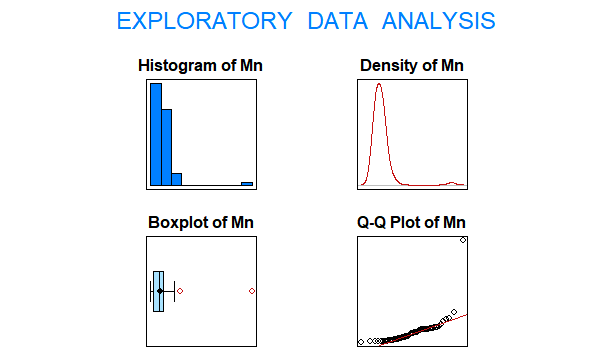 EXPLORATORY DATA ANALYSIS
Histogram of Mn
Density of Mn
Boxplot of Mn
Q-Q Plot of Mn